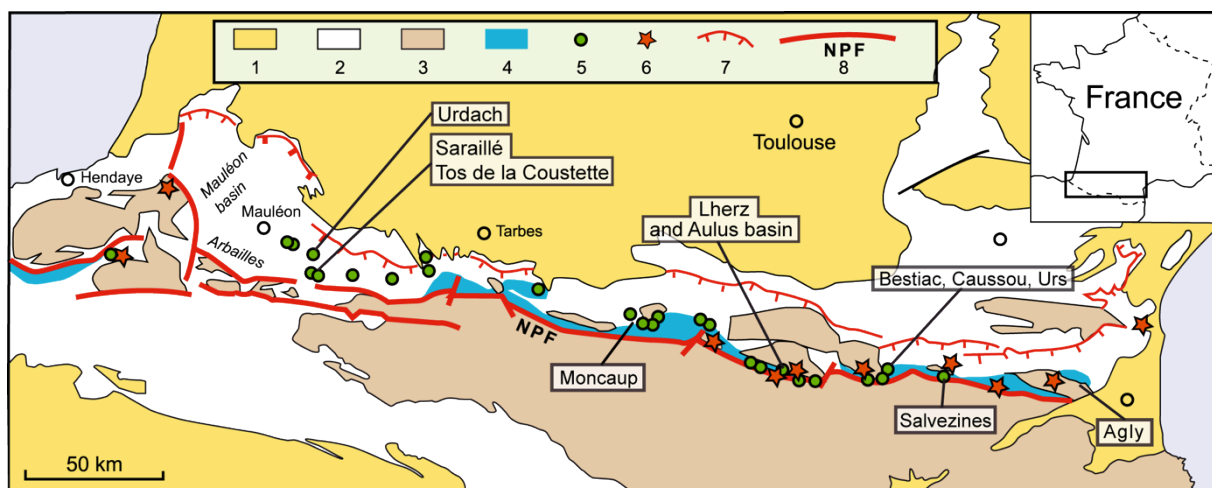 NPF
1 2 3 4 5 6 7 8
France
Urdach
Saraillé
Tos de la Coustette
Toulouse
Hendaye
Mauléon
basin
Mauléon
Arbailles
Tarbes
Lherz
and Aulus basin
Bestiac, Caussou, Urs
NPF
Moncaup
Salvezines
Agly
50 km